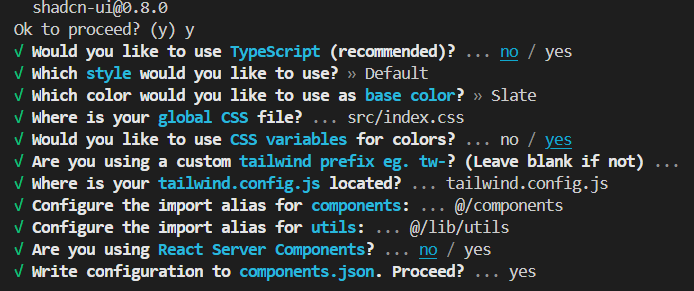 shadcn-ui@0.8.0
Ok to proceed? (y) y
√ Would you like to use TypeScript (recommended)? ... no / yes
√ Which style would you like to use? » Default
√ Which color would you like to use as base color? » Slate
√ Where is your global CSS file? ... src/index.css
√ Would you like to use CSS variables for colors? ... no / yes
√ Are you using a custom tailwind prefix eg. tw-? (Leave blank if not) ...
√ Where is your tailwind.config.js located? ... tailwind.config.js
√ Configure the import alias for components: ... @/components
√ Configure the import alias for utils: ... @/lib/utils
√ Are you using React Server Components? ... no / yes
√ Write configuration to components.json. Proceed? ... yes